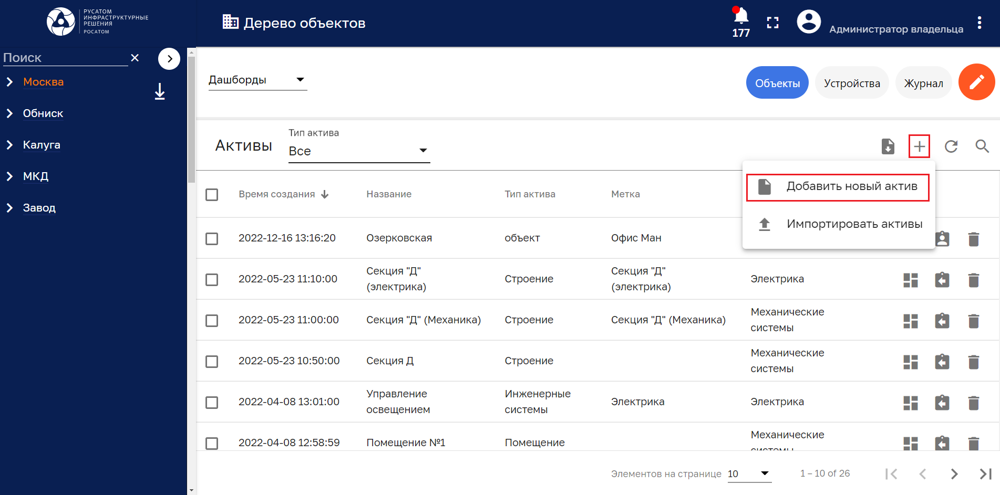 РУСАТОМ
ИНФРАСТРУКТУРНЫЕ
РЕШЕНИЯ
РОСАТОМ
Дерево объектов
177
Администратор владельца
Поиск
Москва
Обниск
Калуга
МКД
Завод
Дашборды
Объекты
Устройства
Журнал
Активы
Тип актива
Все
Добавить новый актив
Импортировать активы
Время создания
Название
Тип актива
Метка
2022-12-16 13:16:20
Озерковская
объект
Офис Ман
2022-05-23 11:10:00
Секция "Д"
(электрика)
Строение
Секция "Д"
(электрика)
Электрика
2022-05-23 11:00:00
Секция "Д" (Механика)
Строение
Секция "Д" (Механика)
Механические
системы
2022-05-23 10:50:00
Секция Д
Строение
Механические
системы
2022-04-08 13:01:00
Управление
освещением
Инженерные
системы
Электрика
Электрика
2022-04-08 12:58:59
Помещение №1
Помещение
Механические
системы
Элементов на странице
10
1 – 10 of 26